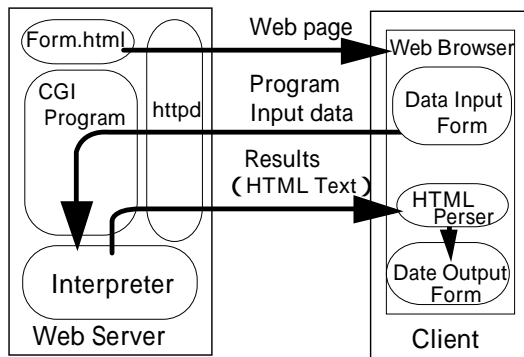 Form.html
CGI
Program
httpd
Interpreter
Web Server
Web page
Program
Input data
Results
(HTML Text)
Web Browser
Data Input
Form
HTML
Perser
Date Output
Form
Client